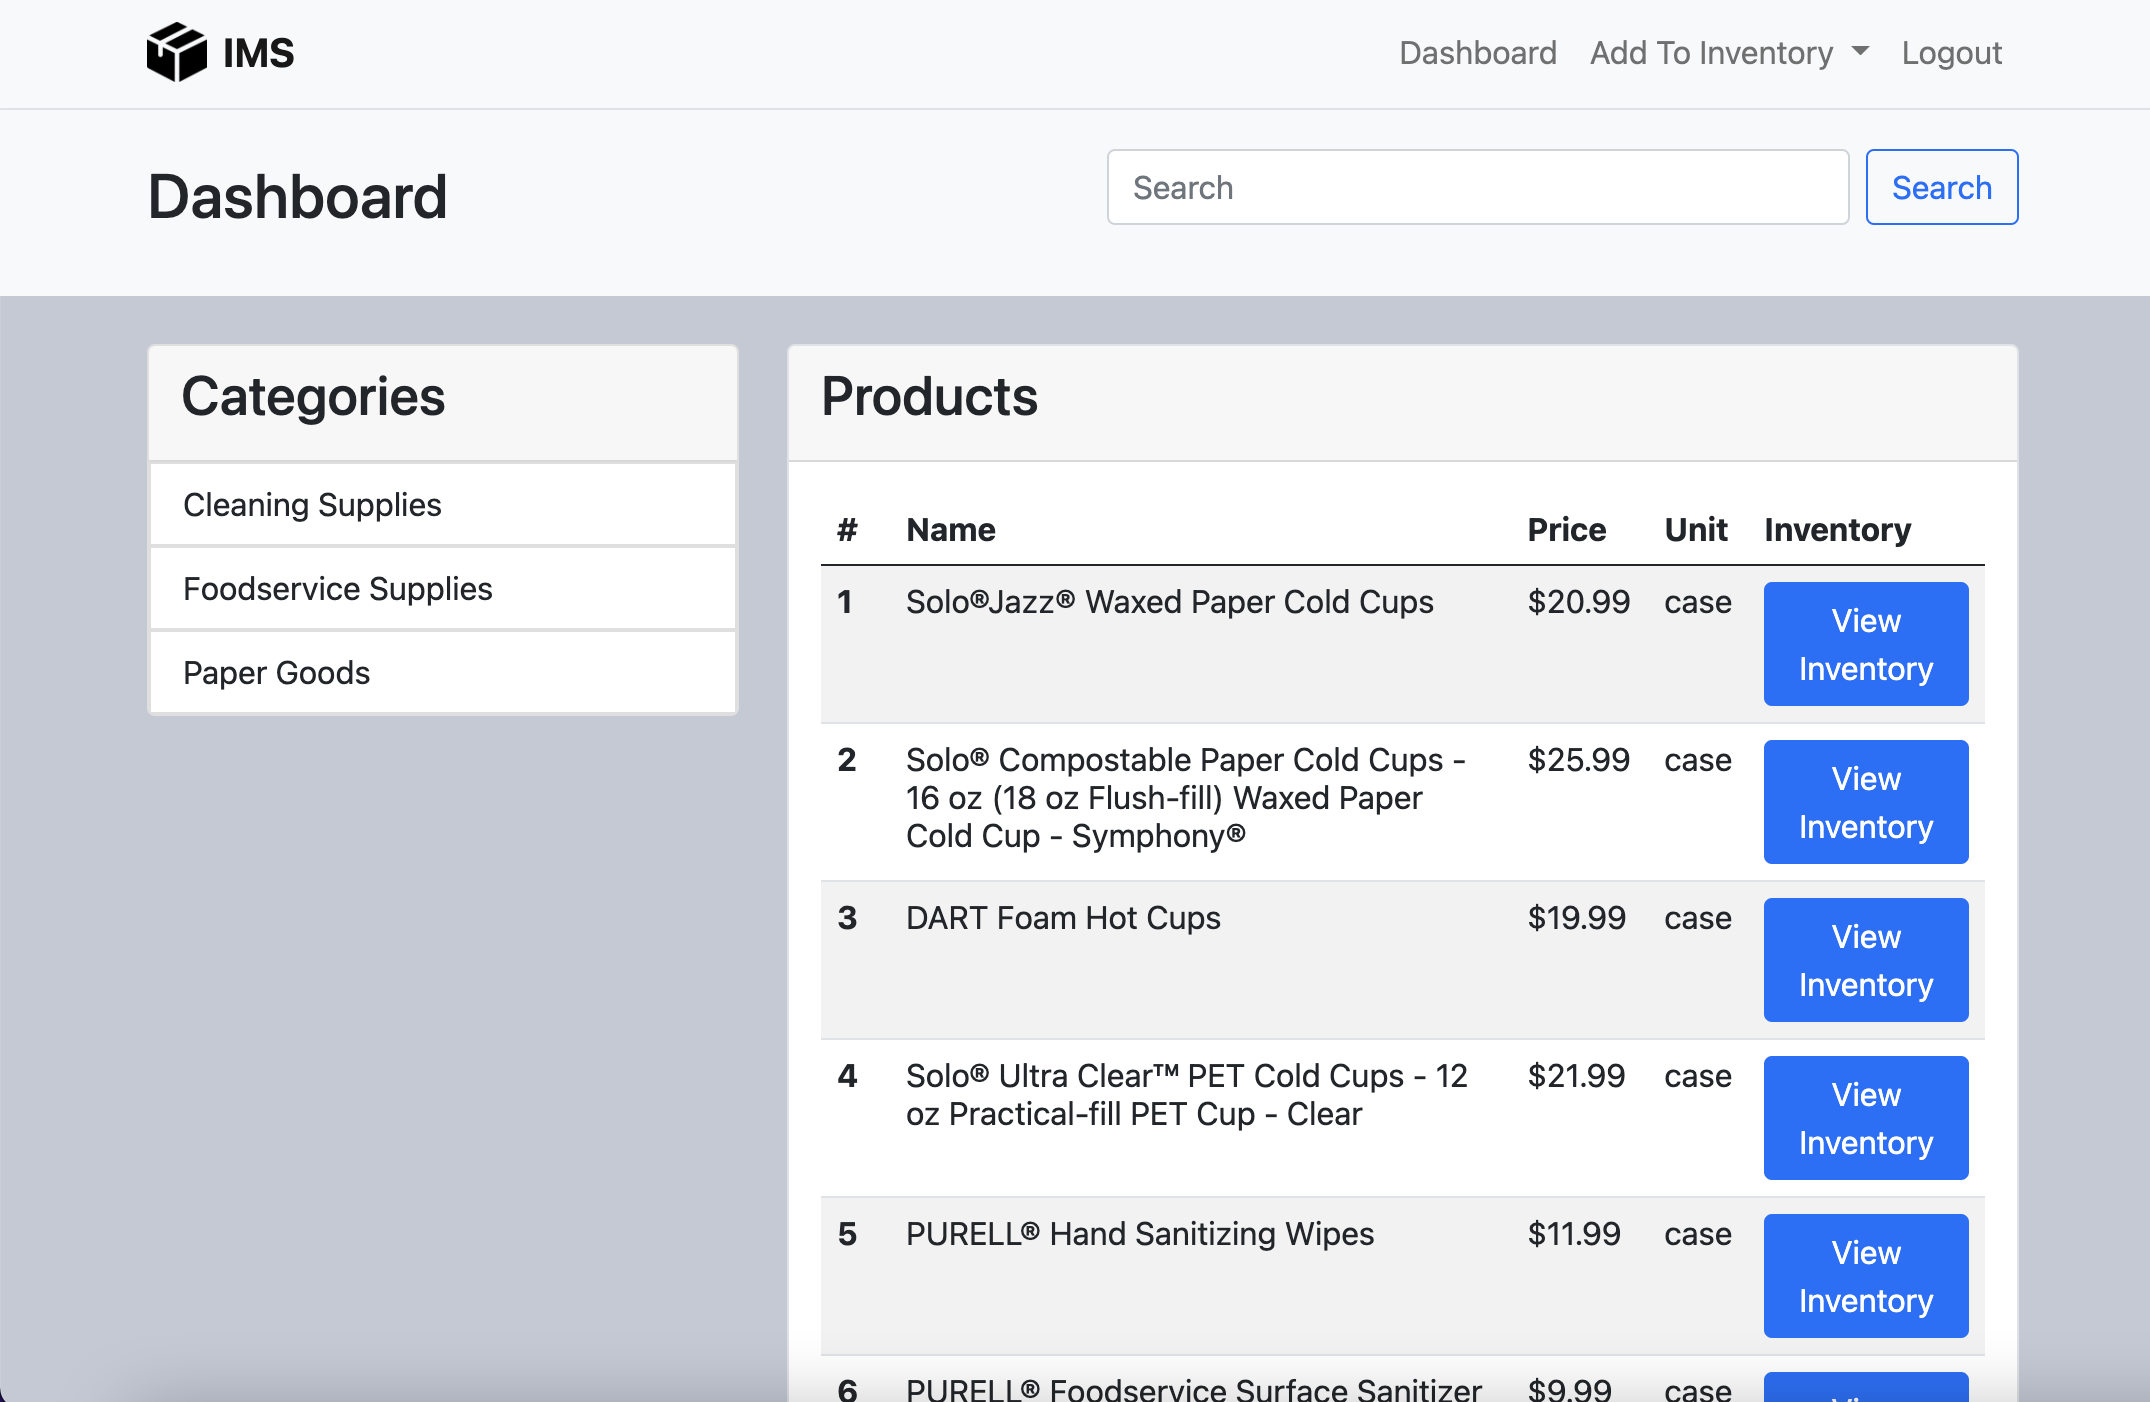 IMS
Dashboard Add To Inventory Logout
Dashboard
Search
Search
Categories
Cleaning Supplies
Foodservice Supplies
Paper Goods
Products
# Name Price Unit Inventory
1 Solo®Jazz® Waxed Paper Cold Cups $20.99 case View
Inventory
2 Solo® Compostable Paper Cold Cups - $25.99 case View
16 oz (18 oz Flush-fill) Waxed Paper Inventory
Cold Cup - Symphony®
3 DART Foam Hot Cups $19.99 case View
Inventory
4 Solo® Ultra Clear™ PET Cold Cups - 12 $21.99 case View
oz Practical-fill PET Cup - Clear Inventory
5 PURELL® Hand Sanitizing Wipes $11.99 case View
Inventory
6 PURELL® Foodservice Surface Sanitizer $9.99 case